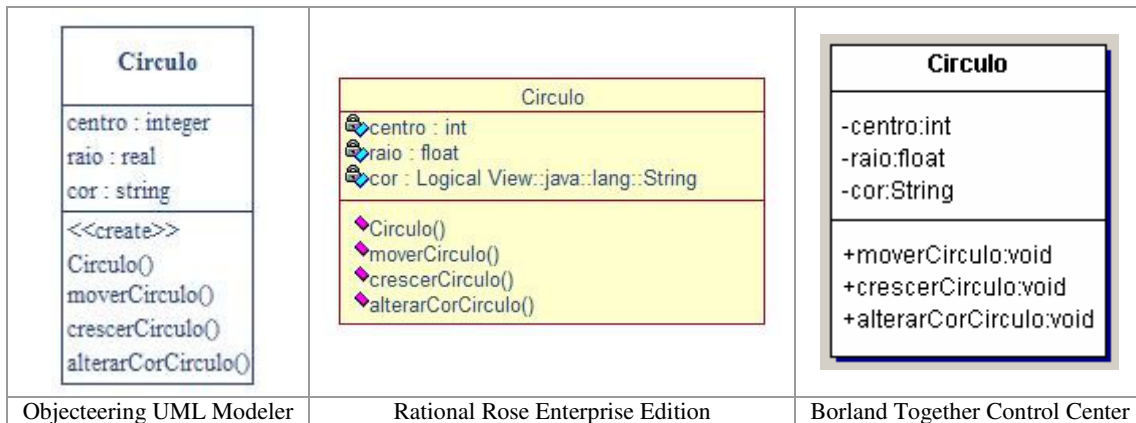 Circulo
centro : integer
raio : real
cor : string
<<create>>
Circulo()
moverCirculo()
crescerCirculo()
alterarCorCirculo()
Objecteering UML Modeler
Circulo
centro : int
raio : float
cor : Logical View::java::lang::String
Circulo()
moverCirculo()
crescerCirculo()
alterarCorCirculo()
Rational Rose Enterprise Edition
Circulo
-centro:int
-raio:float
-cor:String
+moverCirculo:void
+crescerCirculo:void
+alterarCorCirculo:void
Borland Together Control Center